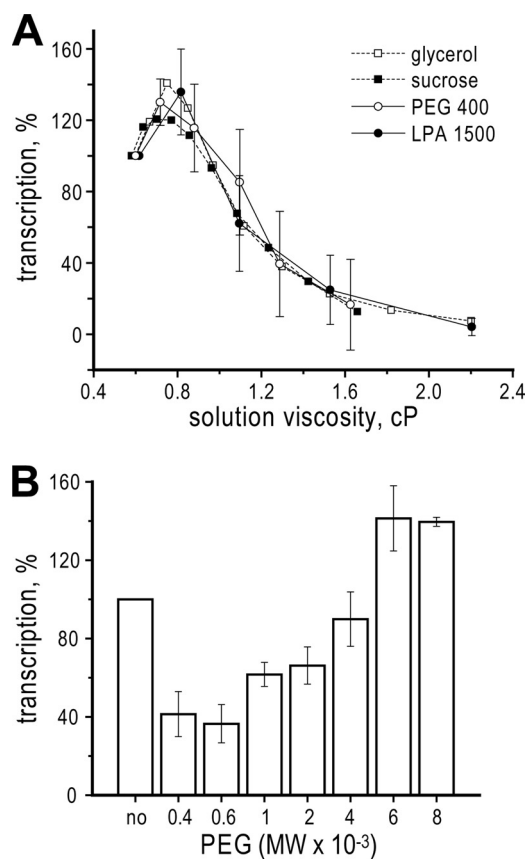 A
transcription, %
160
120
80
40
0
glycerol
sucrose
PEG 400
LPA 1500
0.4 0.8 1.2 1.6 2.0 2.4
solution viscosity, cP
B
transcription, %
160
120
80
40
0
no 0.4 0.6 1 2 4 6 8
PEG (MW x 10⁻³)